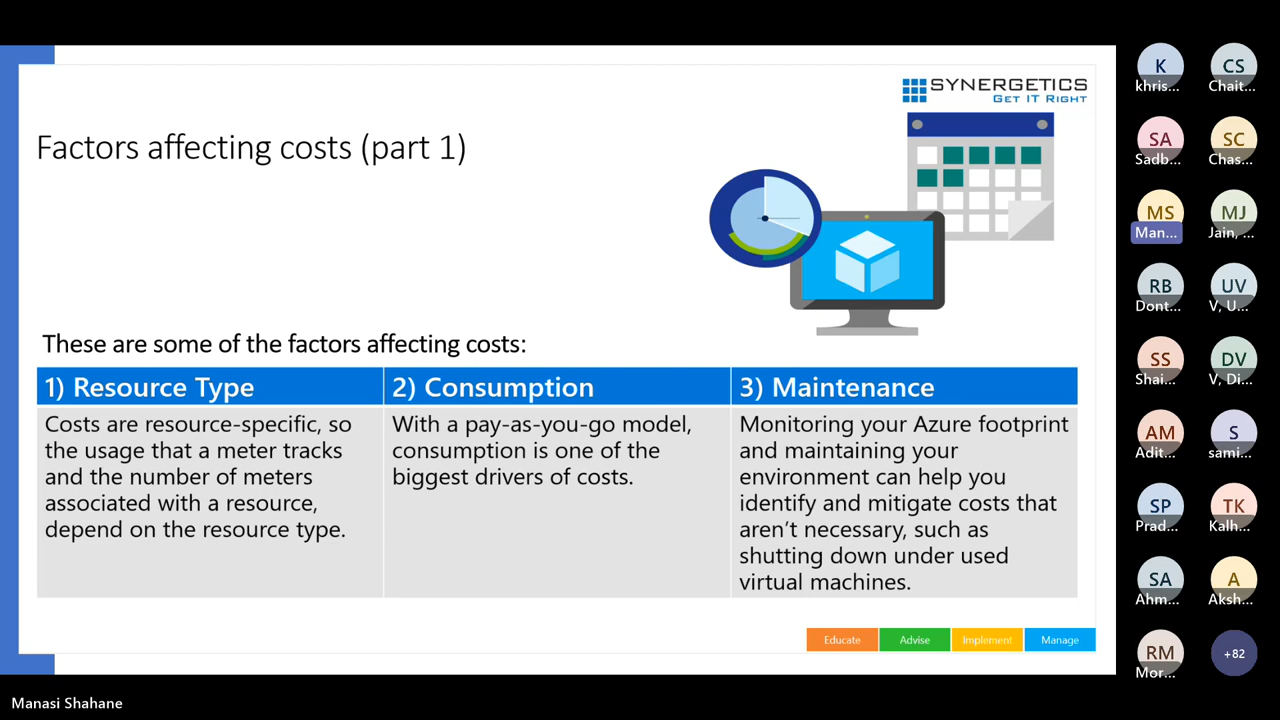 SYNERGETICS
GET IT RIGHT
Factors affecting costs (part 1)
These are some of the factors affecting costs:
1) Resource Type
Costs are resource-specific, so
the usage that a meter tracks
and the number of meters
associated with a resource,
depend on the resource type.
2) Consumption
With a pay-as-you-go model,
consumption is one of the
biggest drivers of costs.
3) Maintenance
Monitoring your Azure footprint
and maintaining your
environment can help you
identify and mitigate costs that
aren’t necessary, such as
shutting down under used
virtual machines.
Educate
Advise
Implement
Manage
K
khris...
CS
Chait...
SA
Sadb...
SC
Chas...
MS
Man...
MJ
Jain, ...
RB
Dont...
UV
V, U...
SS
Shai...
DV
V, Di...
AM
Adit...
S
sami...
SP
Prad...
TK
Kalh...
SA
Ahm...
A
Aksh...
RM
Mor...
+82
Manasi Shahane